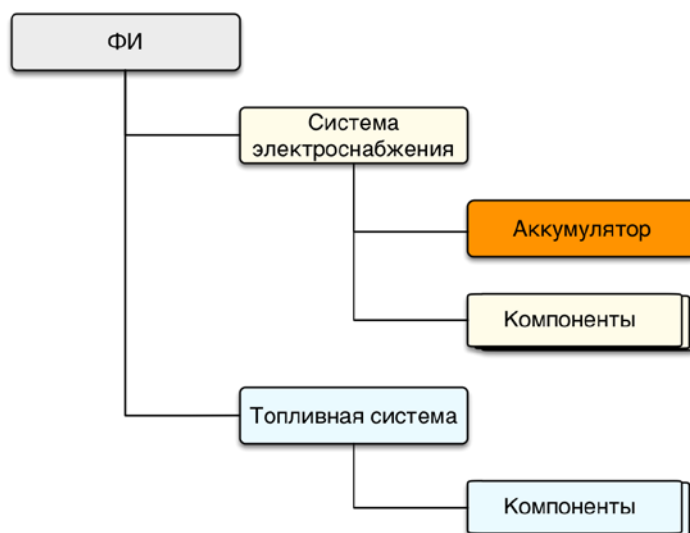 ФИ
Система
электроснабжения
Аккумулятор
Компоненты
Топливная система
Компоненты